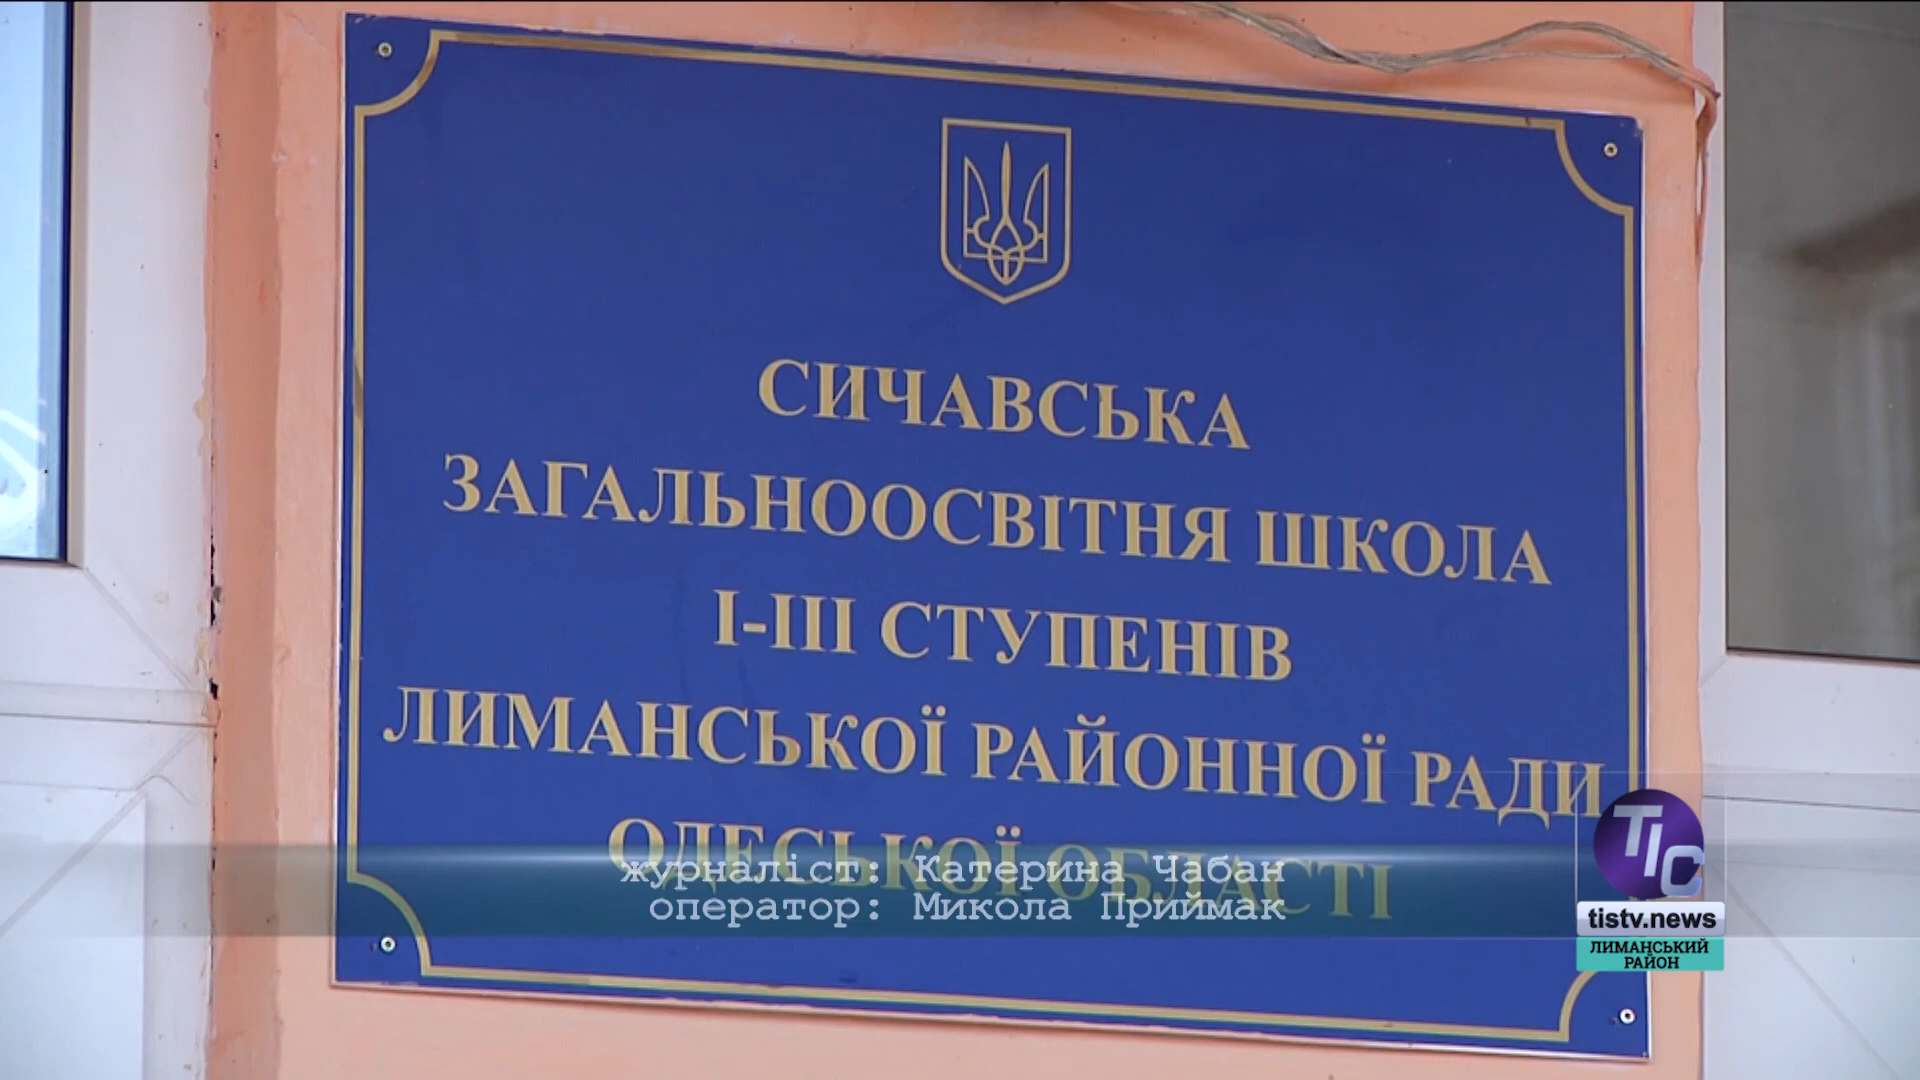 СИЧАВСЬКА
ЗАГАЛЬНООСВІТНЯ ШКОЛА
І-ІІІ СТУПЕНІВ
ЛИМАНСЬКОЇ РАЙОННОЇ РАДИ
ОДЕСЬКОЇ ОБЛАСТІ
журналіст: Катерина Чабан
оператор: Микола Приймак
ТІС
tistv.news
ЛИМАНСЬКИЙ
РАЙОН